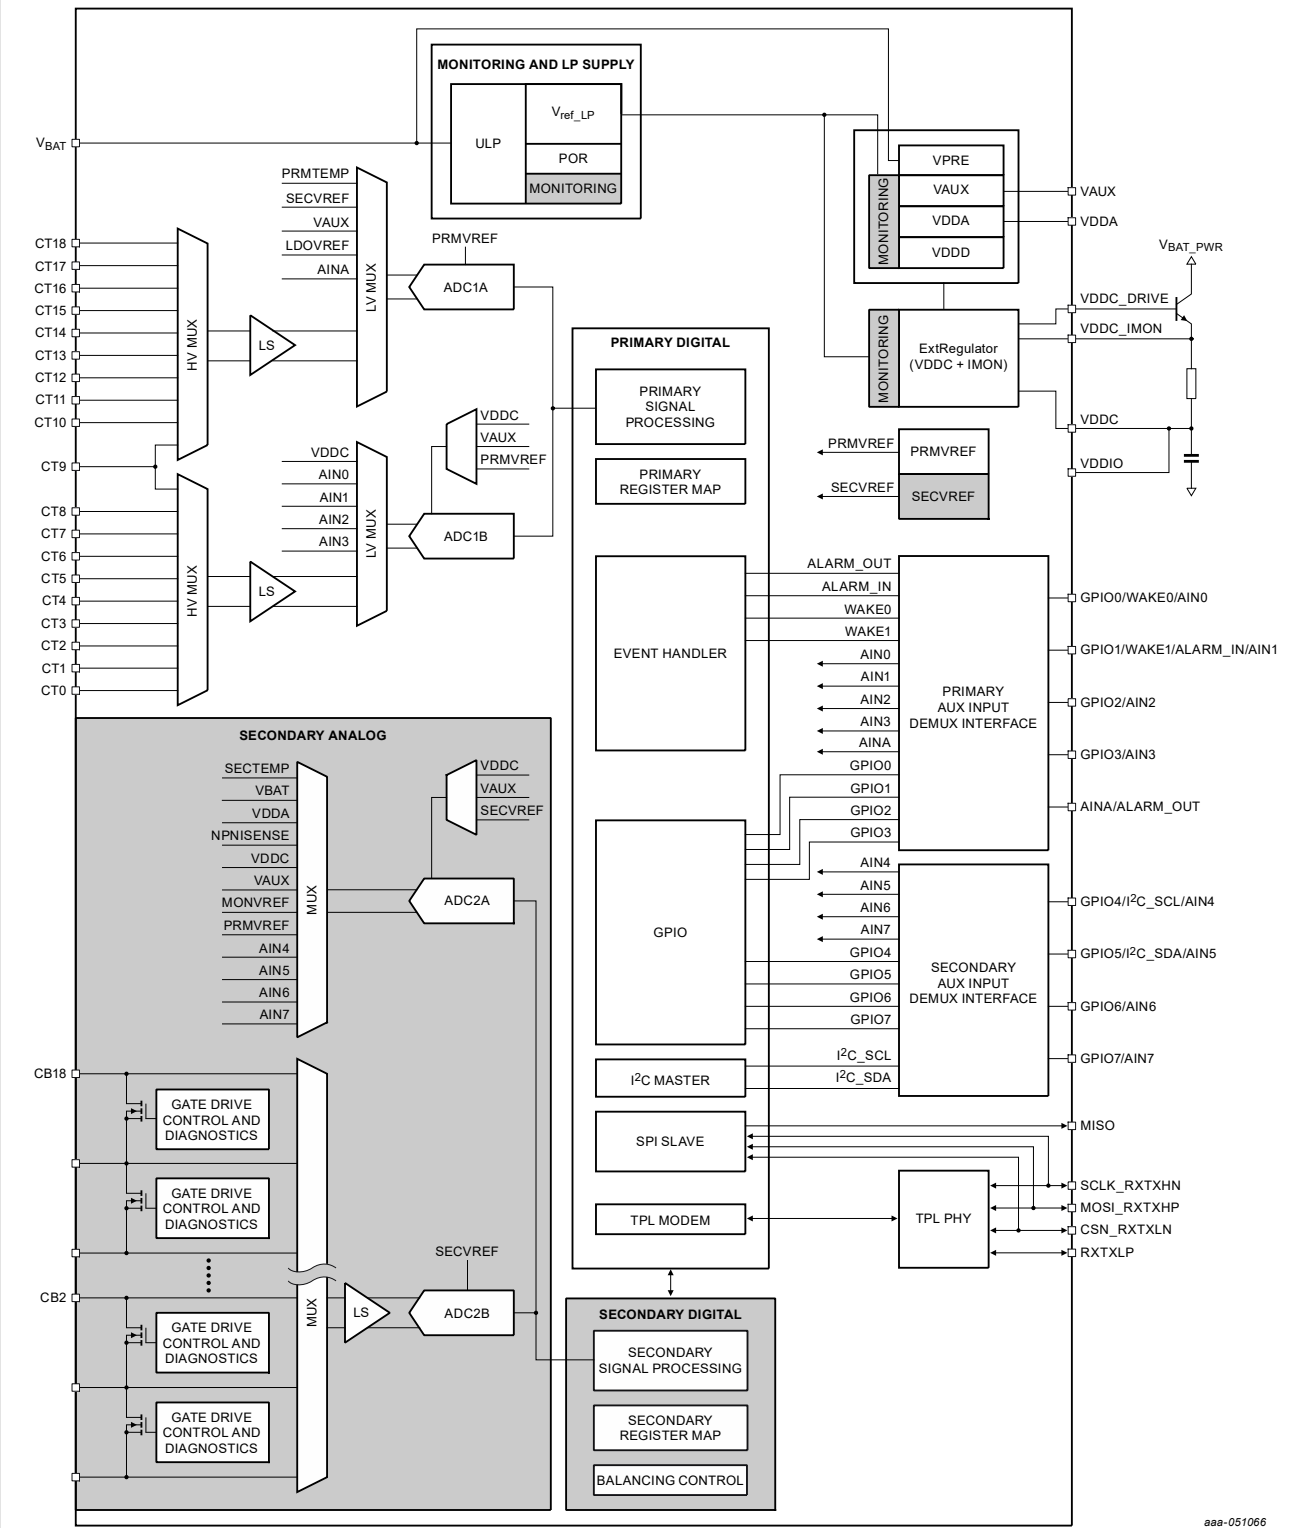 MONITORING AND LP SUPPLY
ULP
Vref_LP
POR
MONITORING
VBAT
PRMTEMP
SECVREF
VAUX
LDOVREF
AINA
LV MUX
PRMVREF
ADC1A
CT18
CT17
CT16
CT15
CT14
CT13
CT12
CT11
CT10
CT9
CT8
CT7
CT6
CT5
CT4
CT3
CT2
CT1
CT0
HV MUX
LS
HV MUX
LS
VDDC
AIN0
AIN1
AIN2
AIN3
LV MUX
VDDC
VAUX
PRMVREF
ADC1B
MONITORING
VPRE
VAUX
VDDA
VDDD
VAUX
VDDA
VBAT_PWR
MONITORING
ExtRegulator
(VDDC + IMON)
VDDC_DRIVE
VDDC_IMON
VDDC
VDDIO
PRMVREF
PRMVREF
SECVREF
SECVREF
PRIMARY DIGITAL
PRIMARY
SIGNAL
PROCESSING
PRIMARY
REGISTER MAP
EVENT HANDLER
GPIO
I2C MASTER
SPI SLAVE
TPL MODEM
ALARM_OUT
ALARM_IN
WAKE0
WAKE1
AIN0
AIN1
AIN2
AIN3
AINA
GPIO0
GPIO1
GPIO2
GPIO3
PRIMARY
AUX INPUT
DEMUX INTERFACE
GPIO0/WAKE0/AIN0
GPIO1/WAKE1/ALARM_IN/AIN1
GPIO2/AIN2
GPIO3/AIN3
AINA/ALARM_OUT
AIN4
AIN5
AIN6
AIN7
GPIO4
GPIO5
GPIO6
GPIO7
I2C_SCL
I2C_SDA
SECONDARY
AUX INPUT
DEMUX INTERFACE
GPIO4/I2C_SCL/AIN4
GPIO5/I2C_SDA/AIN5
GPIO6/AIN6
GPIO7/AIN7
MISO
TPL PHY
SCLK_RXTXHN
MOSI_RXTXHP
CSN_RXTXLN
RXTXLP
SECONDARY ANALOG
SECTEMP
VBAT
VDDA
NPNISENSE
VDDC
VAUX
MONVREF
PRMVREF
AIN4
AIN5
AIN6
AIN7
MUX
VDDC
VAUX
SECVREF
ADC2A
CB18
GATE DRIVE
CONTROL AND
DIAGNOSTICS
GATE DRIVE
CONTROL AND
DIAGNOSTICS
CB2
GATE DRIVE
CONTROL AND
DIAGNOSTICS
GATE DRIVE
CONTROL AND
DIAGNOSTICS
MUX
LS
SECVREF
ADC2B
SECONDARY DIGITAL
SECONDARY
SIGNAL PROCESSING
SECONDARY
REGISTER MAP
BALANCING CONTROL
aaa-051066